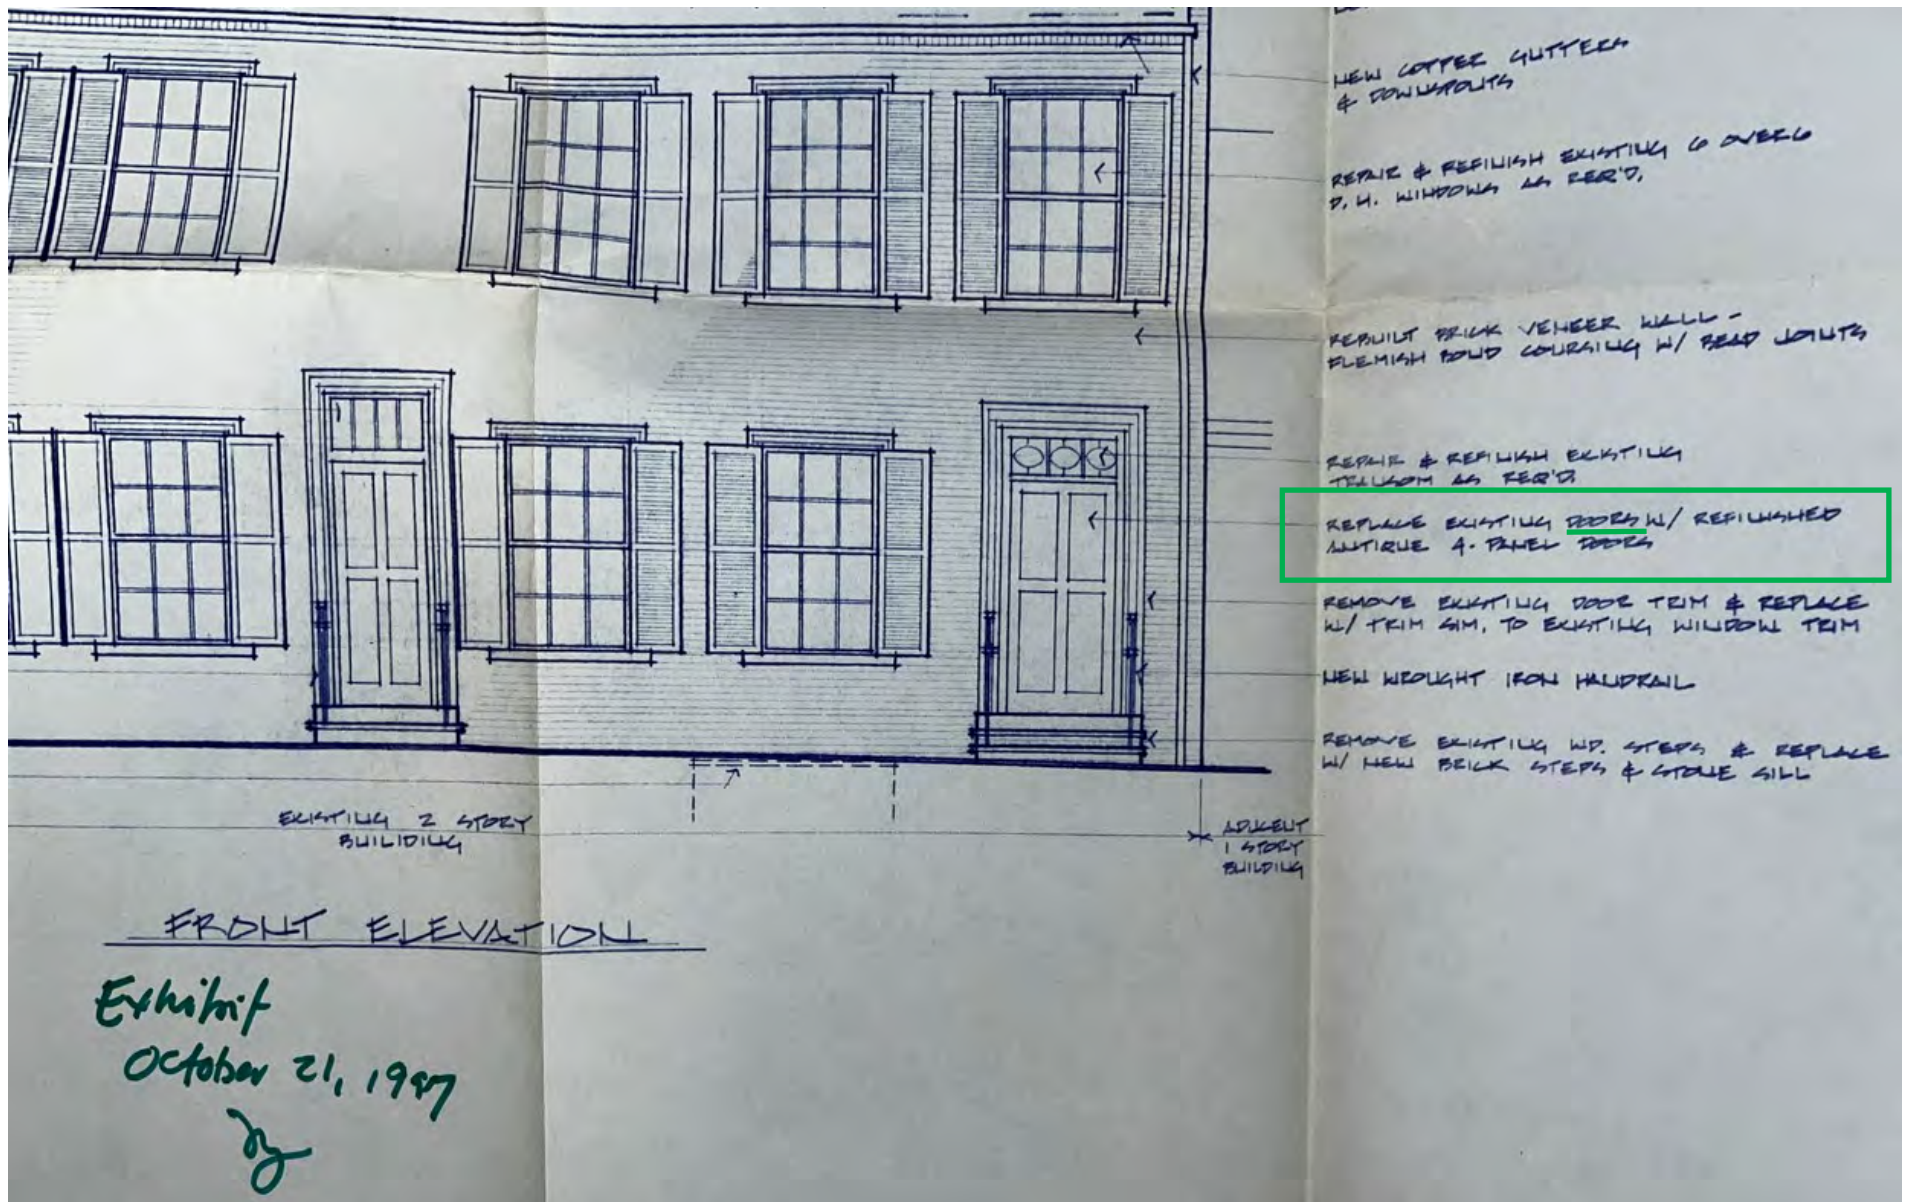 NEW COPPER GUTTERS
& DOWNSPOUTS
REPAIR & REFINISH EXISTING 6 OVER 6
D.H. WINDOWS AS REQ'D.
REBUILT BRICK VENEER WALL -
FLEMISH BOND COURSING W/ BEAD JOINTS
REPAIR & REFINISH EXISTING
TRANSOM AS REQ'D.
REPLACE EXISTING DOORS W/ REFINISHED
ANTIQUE 4-PANEL DOORS
REMOVE EXISTING DOOR TRIM & REPLACE
W/ TRIM SIM. TO EXISTING WINDOW TRIM
NEW WROUGHT IRON HANDRAIL
REMOVE EXISTING WD. STEPS & REPLACE
W/ NEW BRICK STEPS & STONE SILL
EXISTING 2 STORY
BUILIDING
ADJACENT
1 STORY
BUILDING
FRONT ELEVATION
Exhibit
October 21, 1997